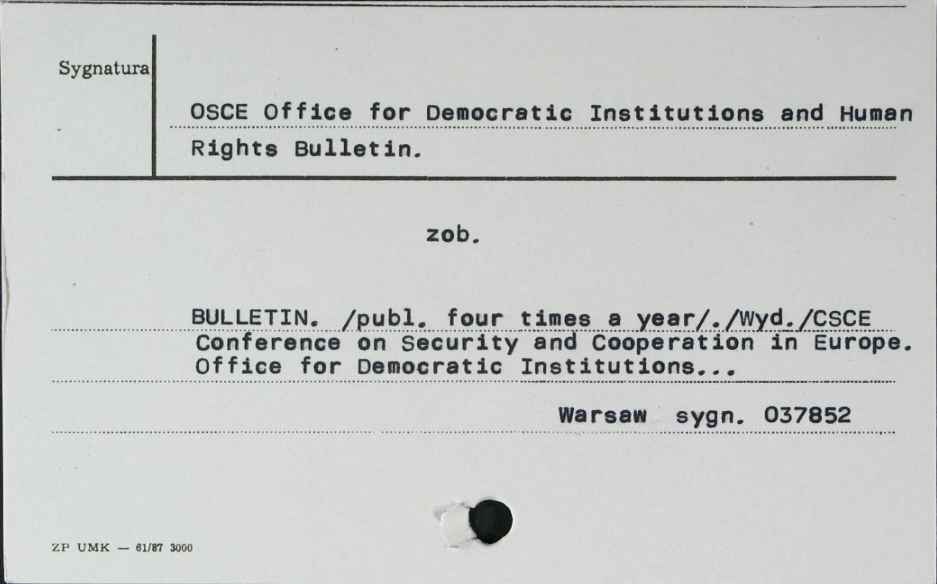 Sygnatura
OSCE Office for Democratic Institutions and Human
Rights Bulletin.
zob.
BULLETIN. /publ. four times a year/./Wyd./CSCE
Conference on Security and Cooperation in Europe.
Office for Democratic Institutions...
Warsaw sygn. 037852
ZP UMK — 61/87 3000